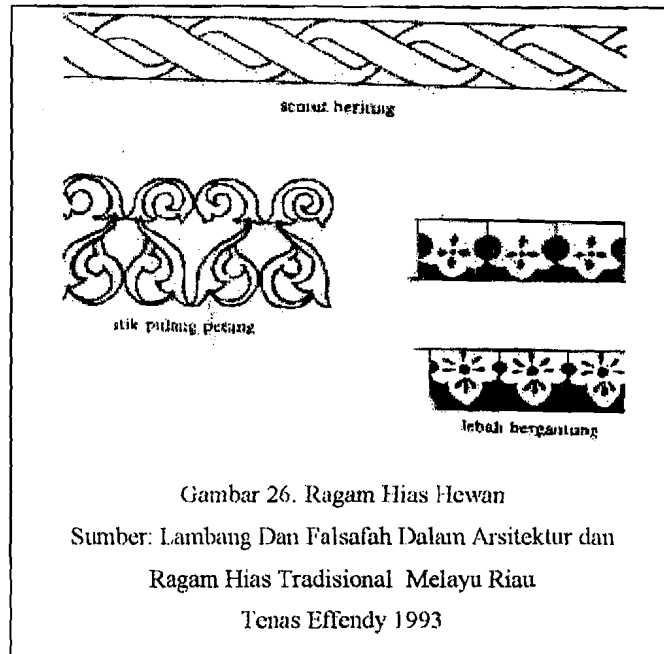 semut beriring
itik pulang petang
lebah bergantung
Gambar 26. Ragam Hias Hewan
Sumber: Lambang Dan Falsafah Dalam Arsitektur dan
Ragam Hias Tradisional Melayu Riau
Tenas Effendy 1993